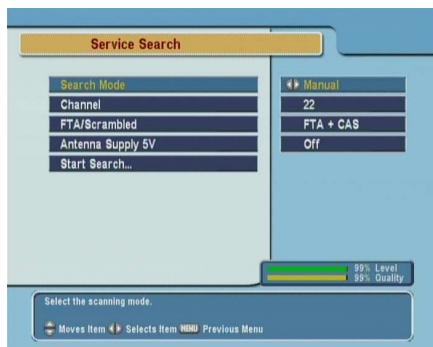 Service Search
Search Mode Manual
Channel 22
FTA/Scrambled FTA + CAS
Antenna Supply 5V Off
Start Search...
99% Level
99% Quality
Select the scanning mode.
Moves Item Selects Item MENU Previous Menu